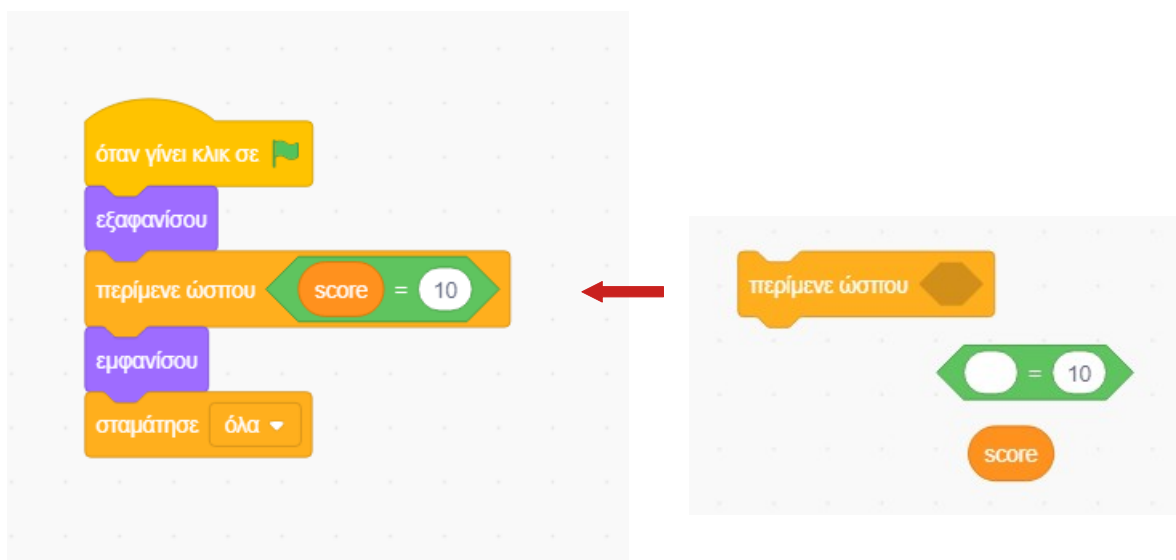 όταν γίνει κλικ σε
εξαφανίσου
περίμενε ώσπου score = 10
εμφανίσου
σταμάτησε όλα
περίμενε ώσπου
= 10
score